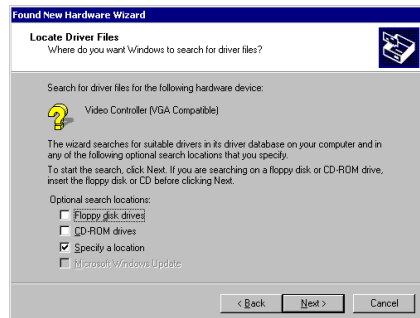 Found New Hardware Wizard
Locate Driver Files
Where do you want Windows to search for driver files?
Search for driver files for the following hardware device:
Video Controller (VGA Compatible)
The wizard searches for suitable drivers in its driver database on your computer and in
any of the following optional search locations that you specify.
To start the search, click Next. If you are searching on a floppy disk or CD-ROM drive,
insert the floppy disk or CD before clicking Next.
Optional search locations:
Floppy disk drives
CD-ROM drives
Specify a location
Microsoft Windows Update
< Back
Next >
Cancel